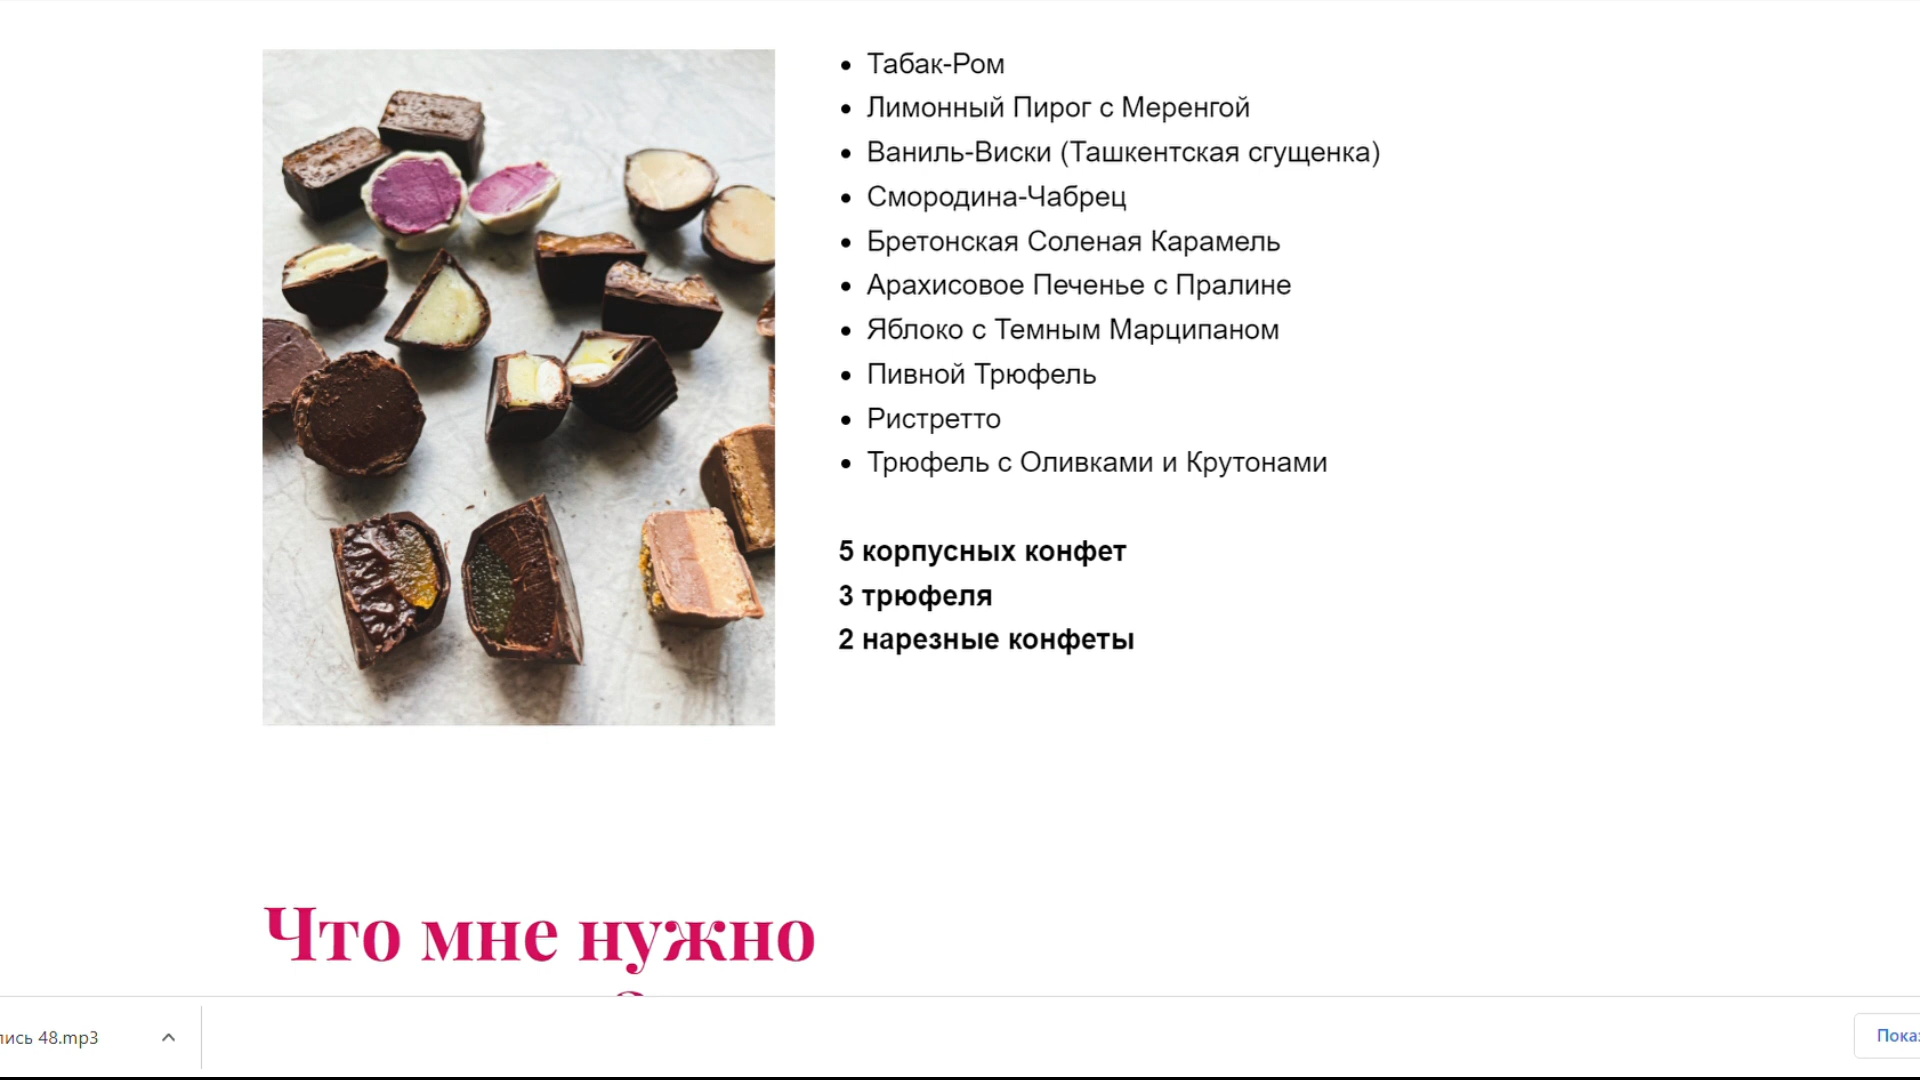 Табак-Ром
Лимонный Пирог с Меренгой
Ваниль-Виски (Ташкентская сгущенка)
Смородина-Чабрец
Бретонская Соленая Карамель
Арахисовое Печенье с Пралине
Яблоко с Темным Марципаном
Пивной Трюфель
Ристретто
Трюфель с Оливками и Крутонами
5 корпусных конфет
3 трюфеля
2 нарезные конфеты
Что мне нужно
48.mp3